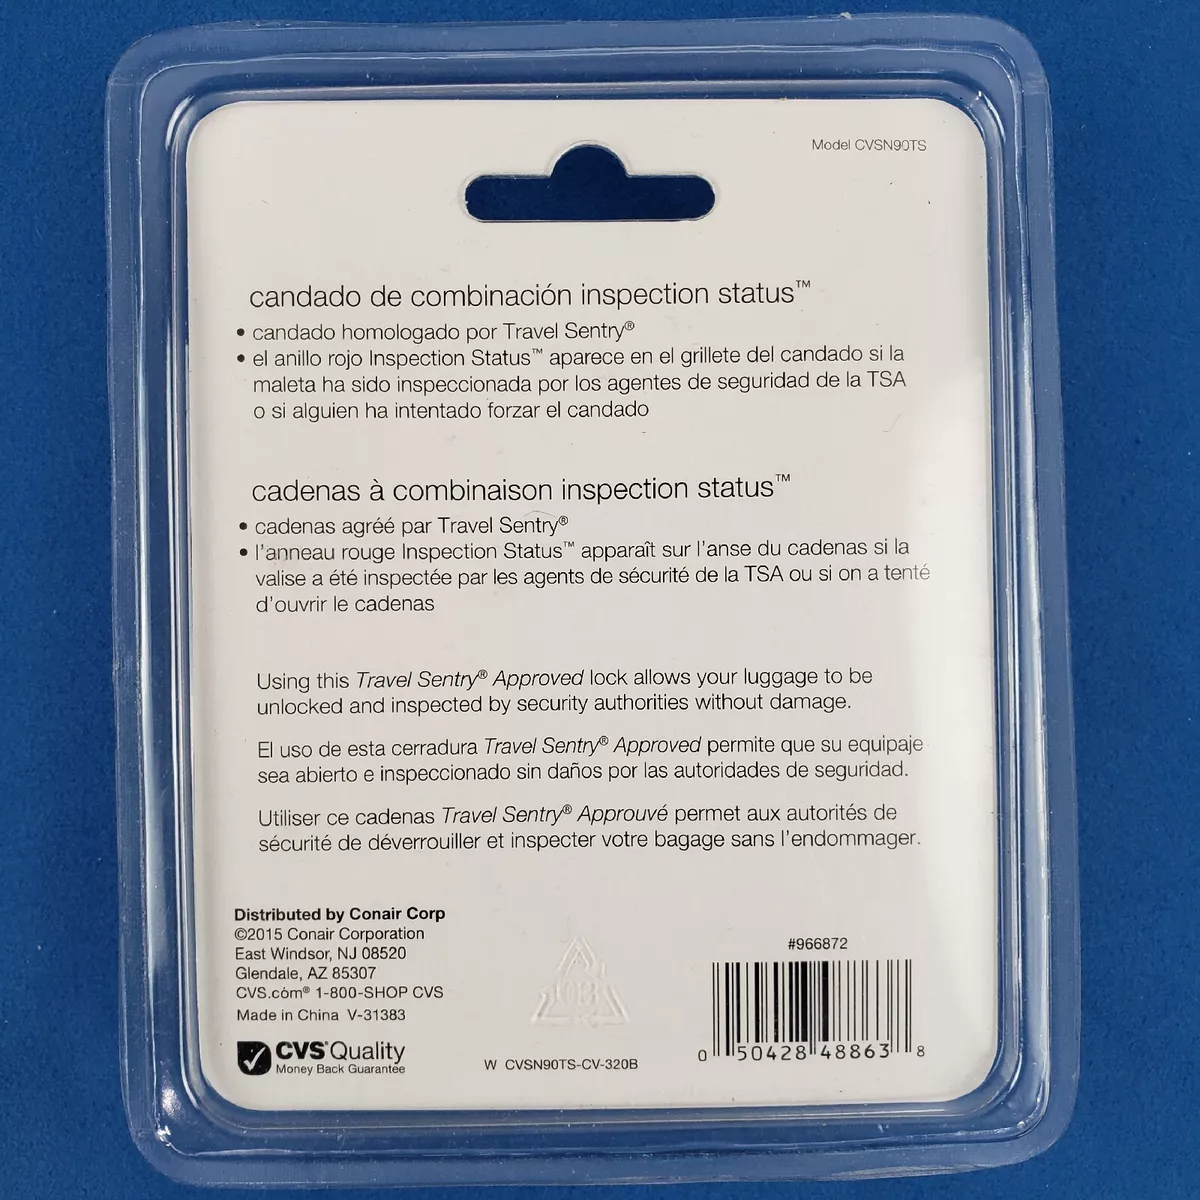 Model CVSN90TS
candado de combinación inspection status™
• candado homologado por Travel Sentry®
• el anillo rojo Inspection Status™ aparece en el grillete del candado si la
maleta ha sido inspeccionada por los agentes de seguridad de la TSA
o si alguien ha intentado forzar el candado
cadenas à combinaison inspection status™
• cadenas agréé par Travel Sentry®
• l'anneau rouge Inspection Status™ apparaît sur l'anse du cadenas si la
valise a été inspectée par les agents de sécurité de la TSA ou si on a tenté
d'ouvrir le cadenas
Using this Travel Sentry® Approved lock allows your luggage to be
unlocked and inspected by security authorities without damage.
El uso de esta cerradura Travel Sentry® Approved permite que su equipaje
sea abierto e inspeccionado sin daños por las autoridades de seguridad.
Utiliser ce cadenas Travel Sentry® Approuvé permet aux autorités de
sécurité de déverrouiller et inspecter votre bagage sans l'endommager.
Distributed by Conair Corp
©2015 Conair Corporation
East Windsor, NJ 08520
Glendale, AZ 85307
CVS.com® 1-800-SHOP CVS
Made in China V-31383
CVS® Quality
Money Back Guarantee
W CVSN90TS-CV-320B
#966872
0 50428 48863 8